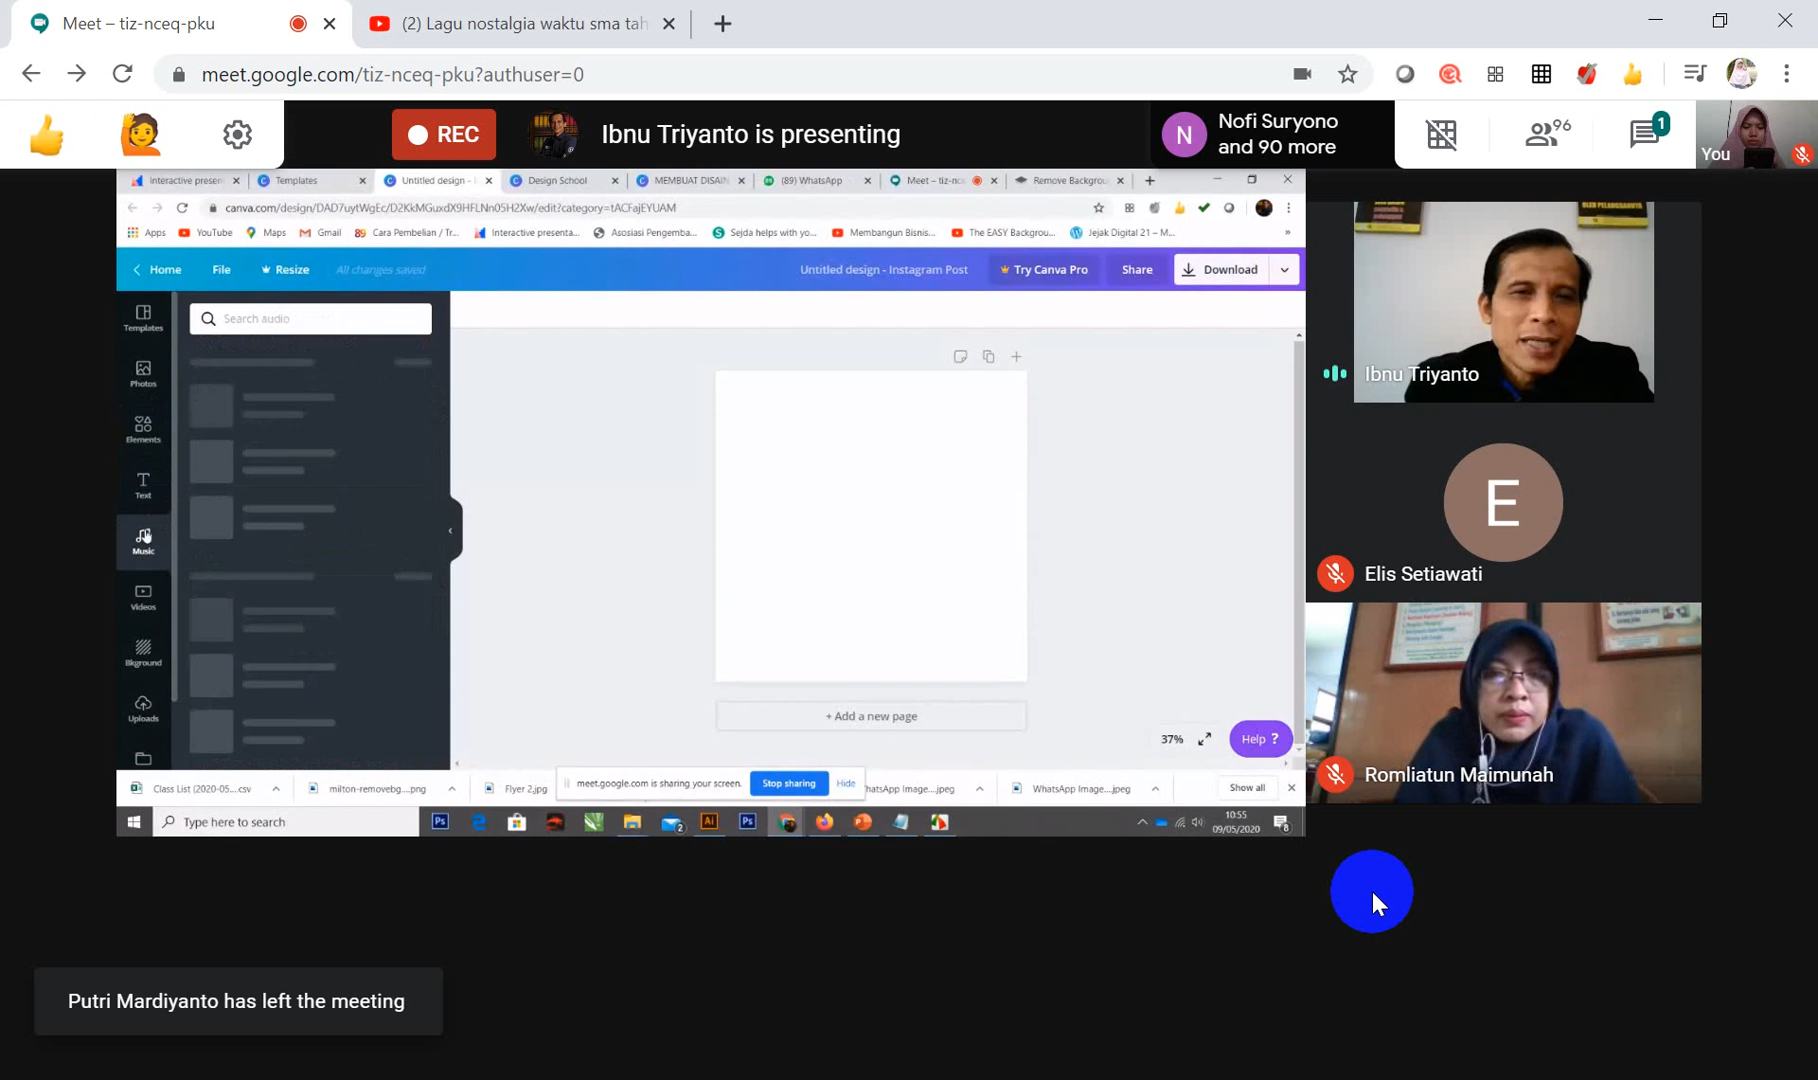 Meet – tiz-nceq-pku
(2) Lagu nostalgia waktu sma tah
meet.google.com/tiz-nceq-pku?authuser=0
REC
Ibnu Triyanto is presenting
N
Nofi Suryono
and 90 more
96
1
You
Interactive presen
Templates
Untitled design -
Design School
MEMBUAT DISAIN
(89) WhatsApp
Meet – tiz-nc
Remove Backgrou
canva.com/design/DAD7uytWgEc/D2KkMGuxdX9HFLNn05H2Xw/edit?category=tACFajEYUAM
Apps
YouTube
Maps
Gmail
Cara Pembelian / Tr...
Interactive presenta...
Asosiasi Pengemba...
Sejda helps with yo...
Membangun Bisnis...
The EASY Backgrou...
Jejak Digital 21 – M...
Home
File
Resize
All changes saved
Untitled design - Instagram Post
Try Canva Pro
Share
Download
Search audio
Templates
Photos
Elements
Text
Music
Videos
Bkground
Uploads
+ Add a new page
37%
Help ?
Ibnu Triyanto
E
Elis Setiawati
Romliatun Maimunah
Class List (2020-05....csv
milton-removebg....png
Flyer 2.jpg
meet.google.com is sharing your screen.
Stop sharing
Hide
hatsApp Image....jpeg
WhatsApp Image....jpeg
Show all
Type here to search
Ps
2
Ai
Ps
10:55
09/05/2020
8
Putri Mardiyanto has left the meeting